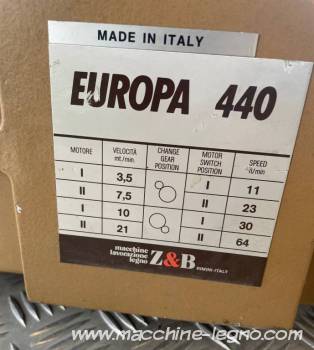 MADE IN ITALY
EUROPA 440
MOTORE VELOCITÀ mt./min CHANGE GEAR POSITION MOTOR SWITCH POSITION SPEED '/min
I 3,5 I 11
II 7,5 II 23
I 10 I 30
II 21 II 64
macchine lavorazione legno Z&B RIMINI-ITALY
www.macchine-legno.com